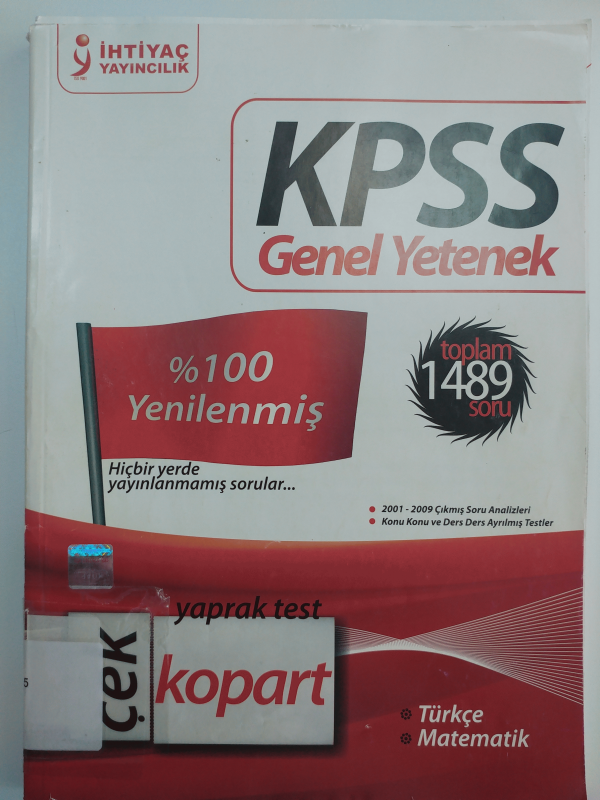 İHTİYAÇ
YAYINCILIK
KPSS
Genel Yetenek
%100
Yenilenmiş
toplam
1489
soru
Hiçbir yerde
yayınlanmamış sorular...
2001 - 2009 Çıkmış Soru Analizleri
Konu Konu ve Ders Ders Ayrılmış Testler
yaprak test
çek
kopart
5
Türkçe
Matematik